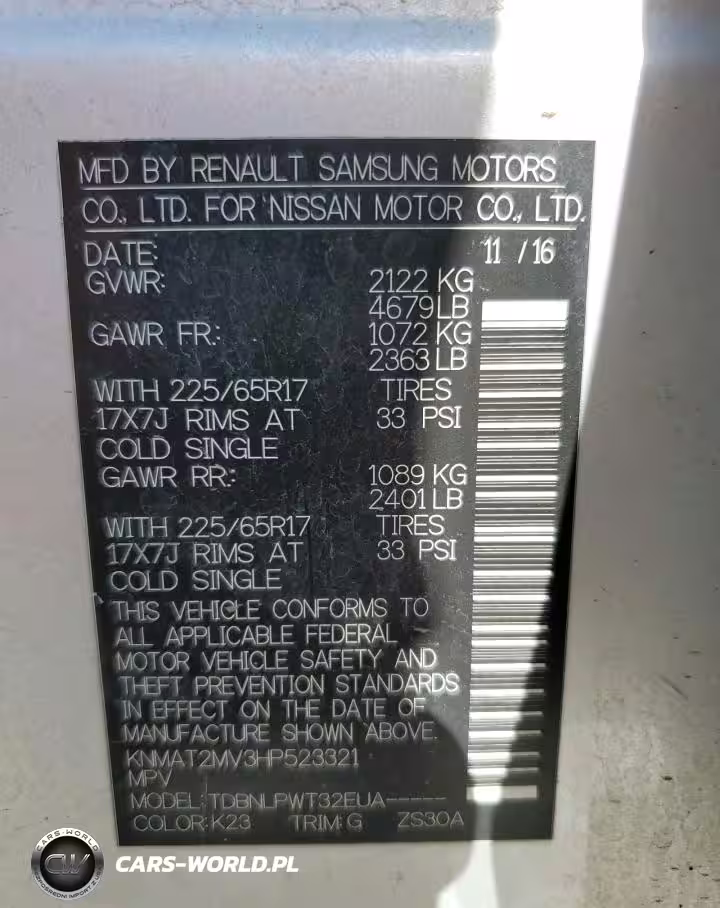 MFD BY RENAULT SAMSUNG MOTORS
CO., LTD. FOR NISSAN MOTOR CO., LTD.
DATE: 11 / 16
GVWR: 2122 KG
4679 LB
GAWR FR: 1072 KG
2363 LB
WITH 225/65R17 TIRES
17X7J RIMS AT 33 PSI
COLD SINGLE
GAWR RR: 1089 KG
2401 LB
WITH 225/65R17 TIRES
17X7J RIMS AT 33 PSI
COLD SINGLE
THIS VEHICLE CONFORMS TO
ALL APPLICABLE FEDERAL
MOTOR VEHICLE SAFETY AND
THEFT PREVENTION STANDARDS
IN EFFECT ON THE DATE OF
MANUFACTURE SHOWN ABOVE.
KNMAT2MV3HP523321
MPV
MODEL: TDBNLPWT32EUA-----
COLOR: K23 TRIM: G ZS30A
CARS-WORLD
CW
CARS-WORLD.PL